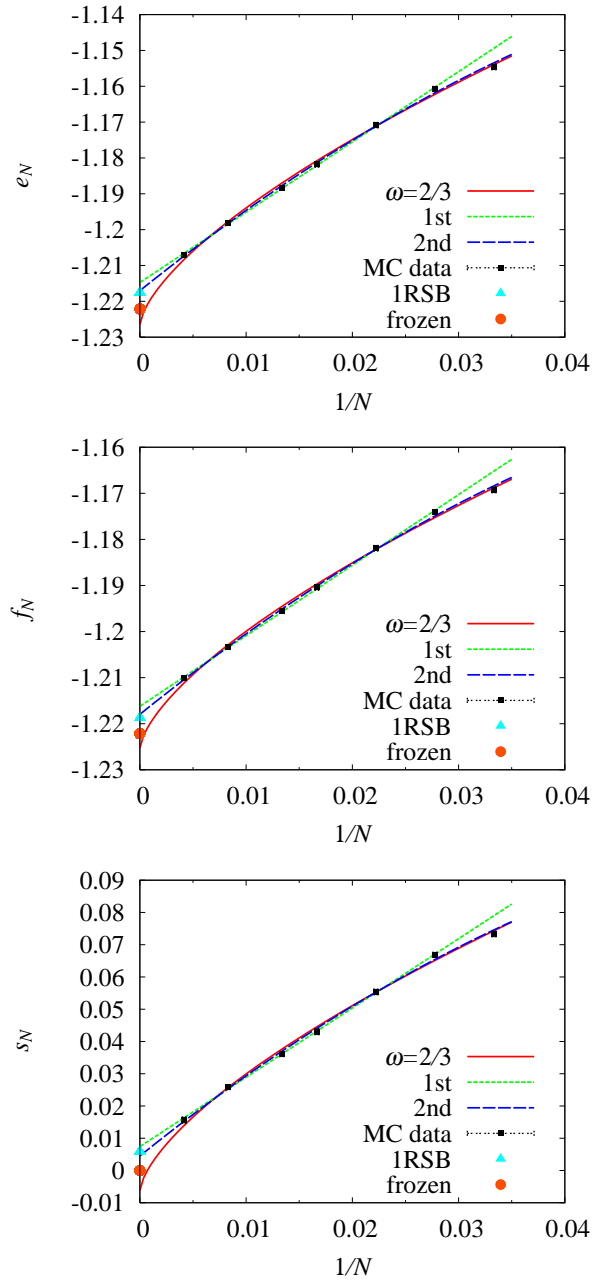 -1.14
-1.15
-1.16
-1.17
-1.18
-1.19
-1.2
-1.21
-1.22
-1.23
e_N
ω=2/3
1st
2nd
MC data
1RSB
frozen
0 0.01 0.02 0.03 0.04
1/N
-1.16
-1.17
-1.18
-1.19
-1.2
-1.21
-1.22
-1.23
f_N
ω=2/3
1st
2nd
MC data
1RSB
frozen
0 0.01 0.02 0.03 0.04
1/N
0.09
0.08
0.07
0.06
0.05
0.04
0.03
0.02
0.01
0
-0.01
s_N
ω=2/3
1st
2nd
MC data
1RSB
frozen
0 0.01 0.02 0.03 0.04
1/N